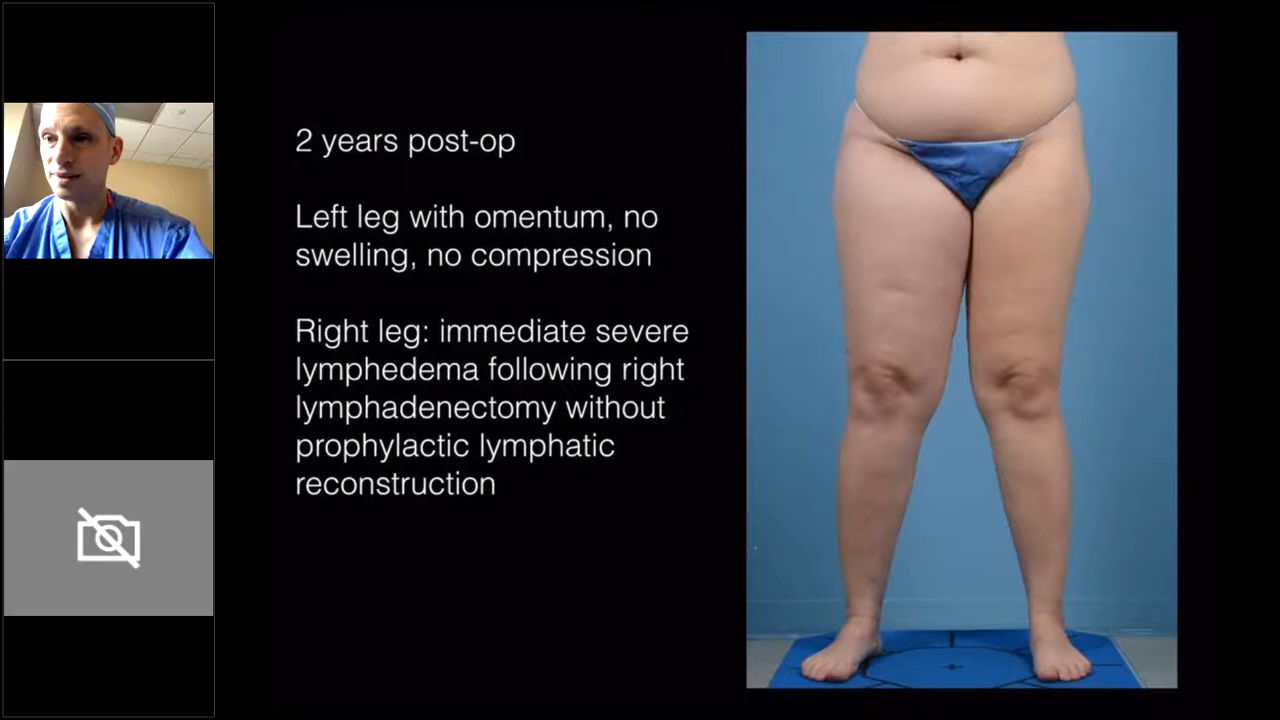 2 years post-op
Left leg with omentum, no
swelling, no compression
Right leg: immediate severe
lymphedema following right
lymphadenectomy without
prophylactic lymphatic
reconstruction